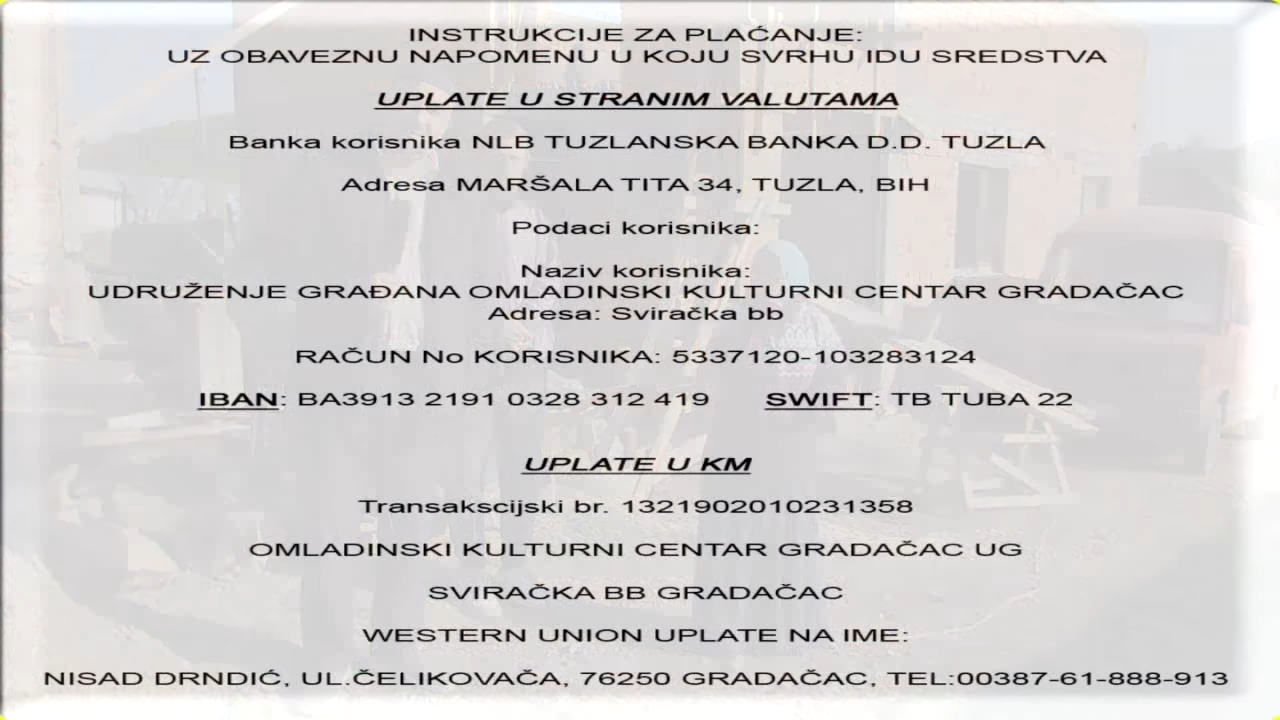 INSTRUKCIJE ZA PLAĆANJE:
UZ OBAVEZNU NAPOMENU U KOJU SVRHU IDU SREDSTVA
UPLATE U STRANIM VALUTAMA
Banka korisnika NLB TUZLANSKA BANKA D.D. TUZLA
Adresa MARŠALA TITA 34, TUZLA, BIH
Podaci korisnika:
Naziv korisnika:
UDRUŽENJE GRAĐANA OMLADINSKI KULTURNI CENTAR GRADAČAC
Adresa: Sviračka bb
RAČUN No KORISNIKA: 5337120-103283124
IBAN: BA3913 2191 0328 312 419 SWIFT: TB TUBA 22
UPLATE U KM
Transakscijski br. 1321902010231358
OMLADINSKI KULTURNI CENTAR GRADAČAC UG
SVIRAČKA BB GRADAČAC
WESTERN UNION UPLATE NA IME:
NISAD DRNDIĆ, UL.ČELIKOVAČA, 76250 GRADAČAC, TEL:00387-61-888-913